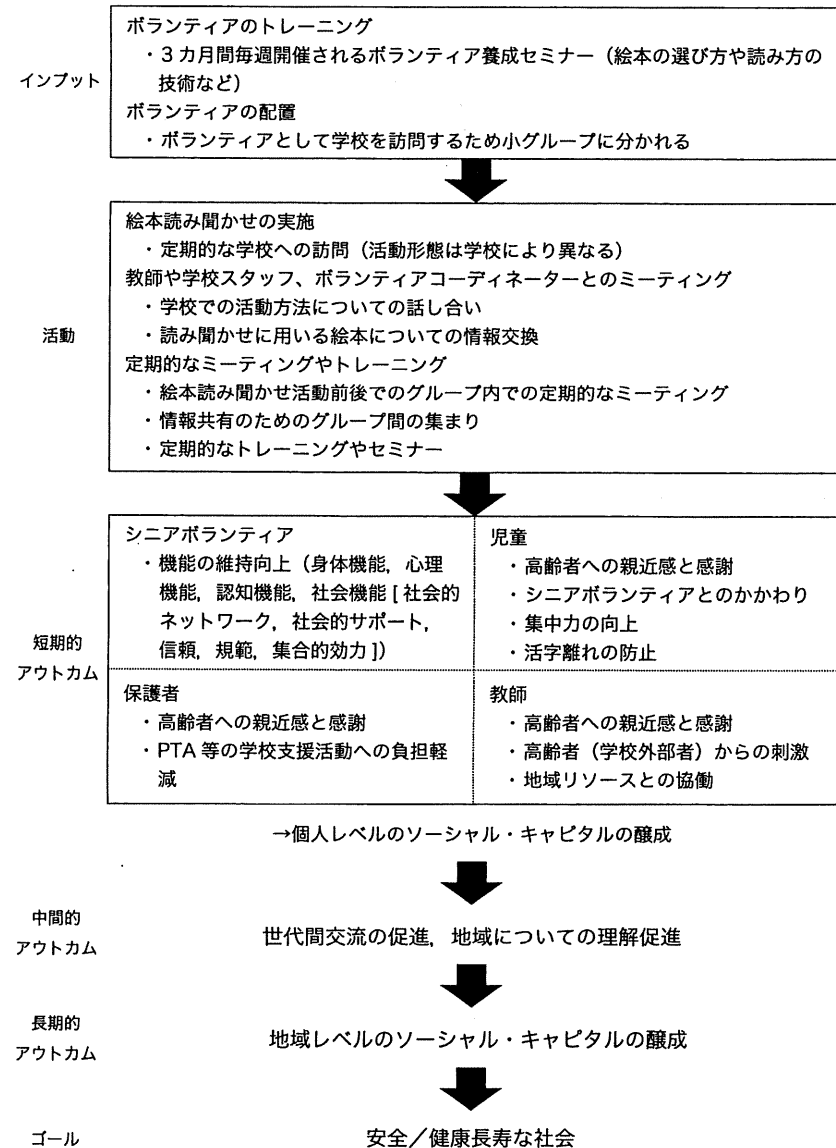 インプット
ボランティアのトレーニング
・3カ月間毎週開催されるボランティア養成セミナー（絵本の選び方や読み方の
技術など）
ボランティアの配置
・ボランティアとして学校を訪問するため小グループに分かれる
活動
絵本読み聞かせの実施
・定期的な学校への訪問（活動形態は学校により異なる）
教師や学校スタッフ、ボランティアコーディネーターとのミーティング
・学校での活動方法についての話し合い
・読み聞かせに用いる絵本についての情報交換
定期的なミーティングやトレーニング
・絵本読み聞かせ活動前後でのグループ内での定期的なミーティング
・情報共有のためのグループ間の集まり
・定期的なトレーニングやセミナー
短期的
アウトカム
シニアボランティア
・機能の維持向上（身体機能，心理
機能，認知機能，社会機能 [ 社会的
ネットワーク，社会的サポート，
信頼，規範，集合的効力 ]）
児童
・高齢者への親近感と感謝
・シニアボランティアとのかかわり
・集中力の向上
・活字離れの防止
保護者
・高齢者への親近感と感謝
・PTA 等の学校支援活動への負担軽
減
教師
・高齢者への親近感と感謝
・高齢者（学校外部者）からの刺激
・地域リソースとの協働
→個人レベルのソーシャル・キャピタルの醸成
中間的
アウトカム
世代間交流の促進，地域についての理解促進
長期的
アウトカム
地域レベルのソーシャル・キャピタルの醸成
ゴール
安全／健康長寿な社会